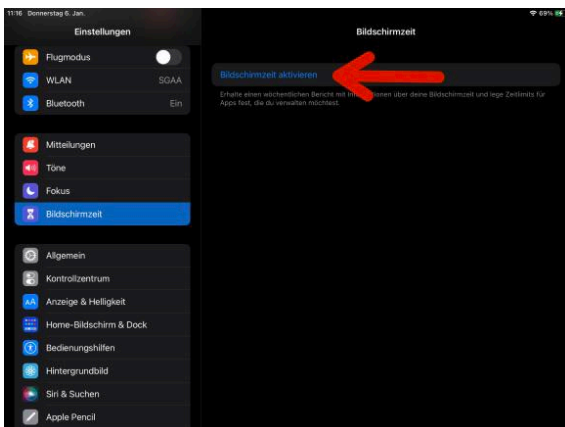 11:16 Donnerstag 6. Jan.
69%
Einstellungen
Bildschirmzeit
Flugmodus
WLAN SGAA
Bluetooth Ein
Mitteilungen
Töne
Fokus
Bildschirmzeit
Allgemein
Kontrollzentrum
Anzeige & Helligkeit
Home-Bildschirm & Dock
Bedienungshilfen
Hintergrundbild
Siri & Suchen
Apple Pencil
Bildschirmzeit aktivieren
Erhalte einen wöchentlichen Bericht mit über deine Bildschirmzeit und lege Zeitlimits für
Apps fest, die du verwalten möchtest.